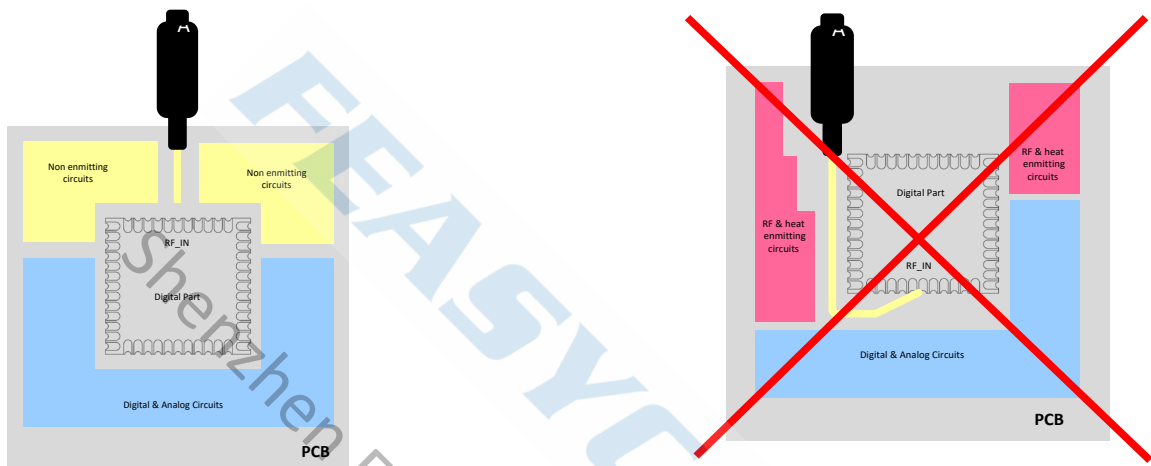 A
A
Non enmitting
circuits
Non enmitting
circuits
RF_IN
Digital Part
Digital & Analog Circuits
PCB
RF & heat
enmitting
circuits
RF & heat
enmitting
circuits
Digital Part
RF_IN
Digital & Analog Circuits
PCB
Shenzhen
FEASYC